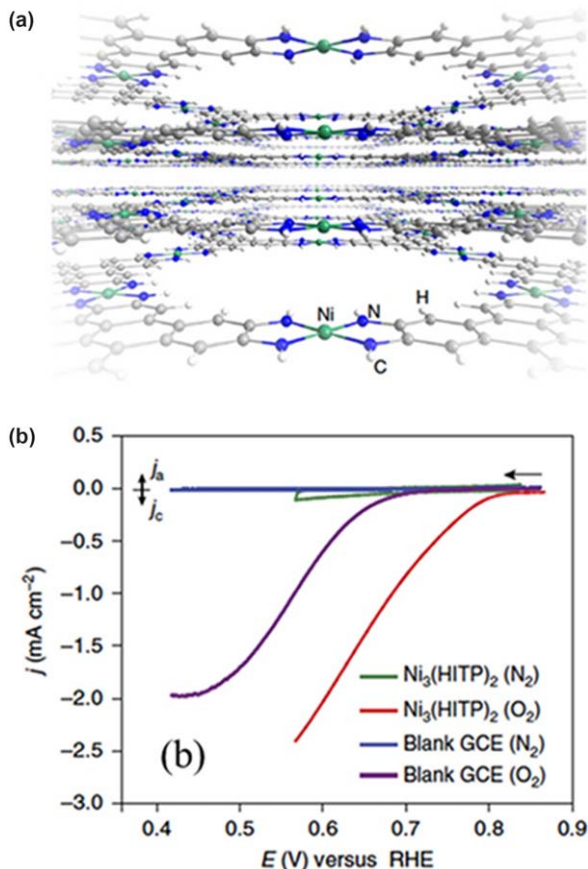 (a)
Ni
N
H
C
(b)
0.5
0.0
−0.5
−1.0
−1.5
−2.0
−2.5
−3.0
j (mA cm⁻²)
jₐ
j꜀
Ni₃(HITP)₂ (N₂)
Ni₃(HITP)₂ (O₂)
Blank GCE (N₂)
Blank GCE (O₂)
(b)
0.4 0.5 0.6 0.7 0.8 0.9
E (V) versus RHE